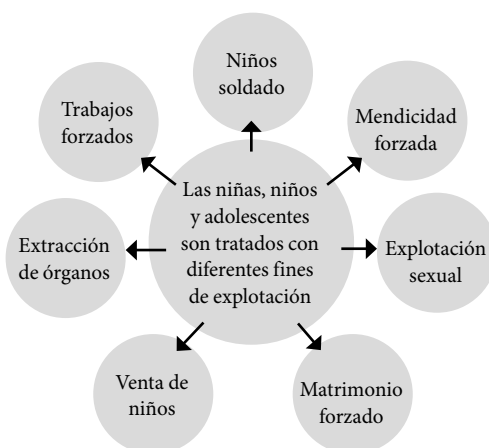 Niños
soldado
Mendicidad
forzada
Explotación
sexual
Matrimonio
forzado
Venta de
niños
Extracción
de órganos
Trabajos
forzados
Las niñas, niños
y adolescentes
son tratados con
diferentes fines
de explotación